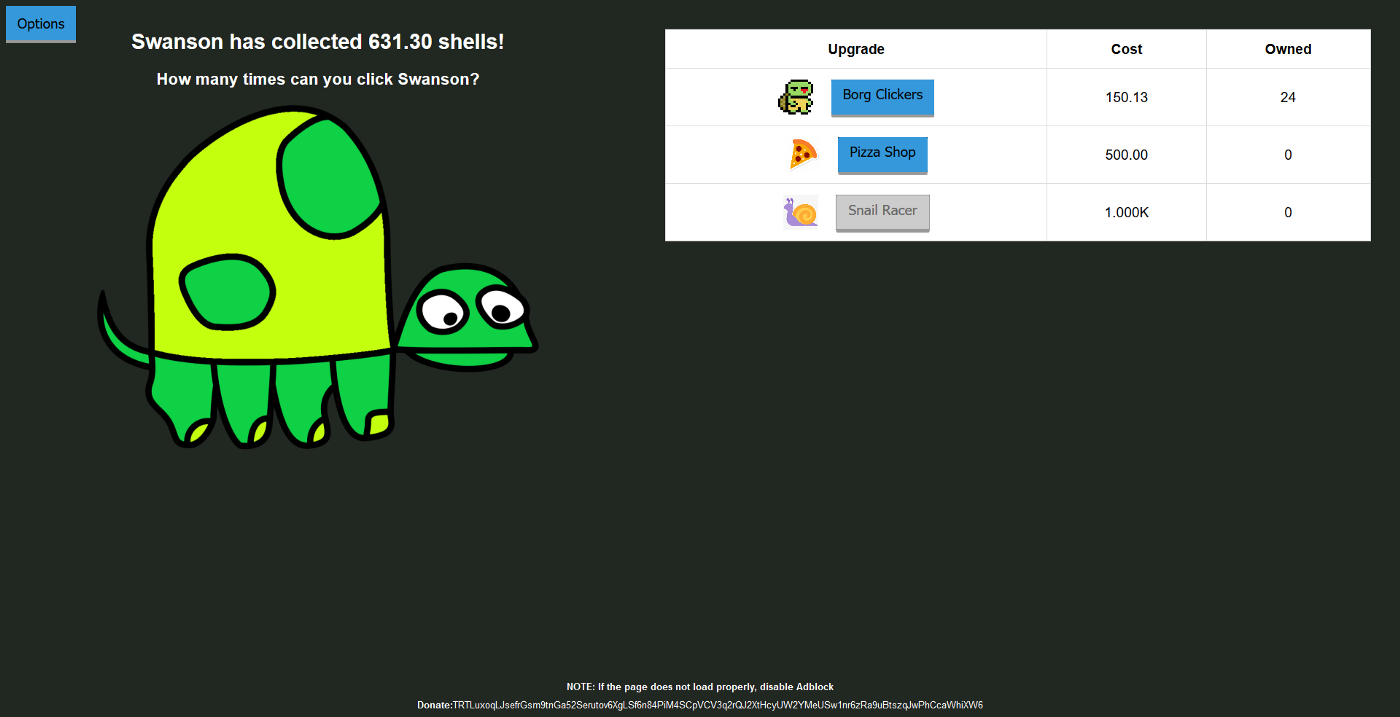 Options
Swanson has collected 631.30 shells!
How many times can you click Swanson?
Upgrade Cost Owned
Borg Clickers 150.13 24
Pizza Shop 500.00 0
Snail Racer 1.000K 0
NOTE: If the page does not load properly, disable Adblock
Donate:TRTLuxoqLJsefrGsm9tnGa52Serutov6XgLSf6n84PiM4SCpVCV3q2rQJ2XtHcyUW2YMeUSw1nr6zRa9uBtszqJwPhCcaWhiXW6